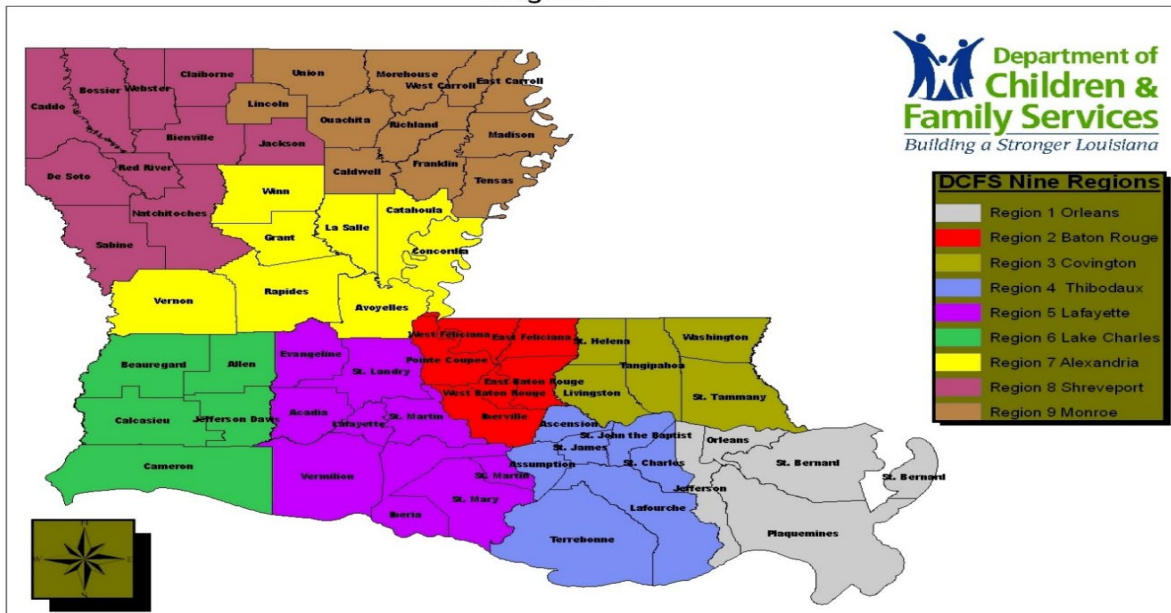 Department of
Children &
Family Services
Building a Stronger Louisiana
DCFS Nine Regions
Region 1 Orleans
Region 2 Baton Rouge
Region 3 Covington
Region 4 Thibodaux
Region 5 Lafayette
Region 6 Lake Charles
Region 7 Alexandria
Region 8 Shreveport
Region 9 Monroe
Caddo
Bossier
Webster
Claiborne
Union
Morehouse
West Carroll
East Carroll
Lincoln
Bienville
Jackson
Ouachita
Richland
Madison
De Soto
Red River
Caldwell
Franklin
Tensas
Winn
Natchitoches
Sabine
Grant
La Salle
Catahoula
Concordia
Vernon
Rapides
Avoyelles
Beauregard
Allen
Evangeline
St. Landry
West Feliciana
East Feliciana
Pointe Coupee
East Baton Rouge
West Baton Rouge
Iberville
St. Helena
Tangipahoa
Washington
Livingston
St. Tammany
Calcasieu
Jefferson Davis
Acadia
Lafayette
St. Martin
Cameron
Vermilion
St. Martin
St. Mary
Iberia
Ascension
St. John the Baptist
St. James
Assumption
St. Charles
Lafourche
Terrebonne
Orleans
Jefferson
St. Bernard
St. Bernard
Plaquemines